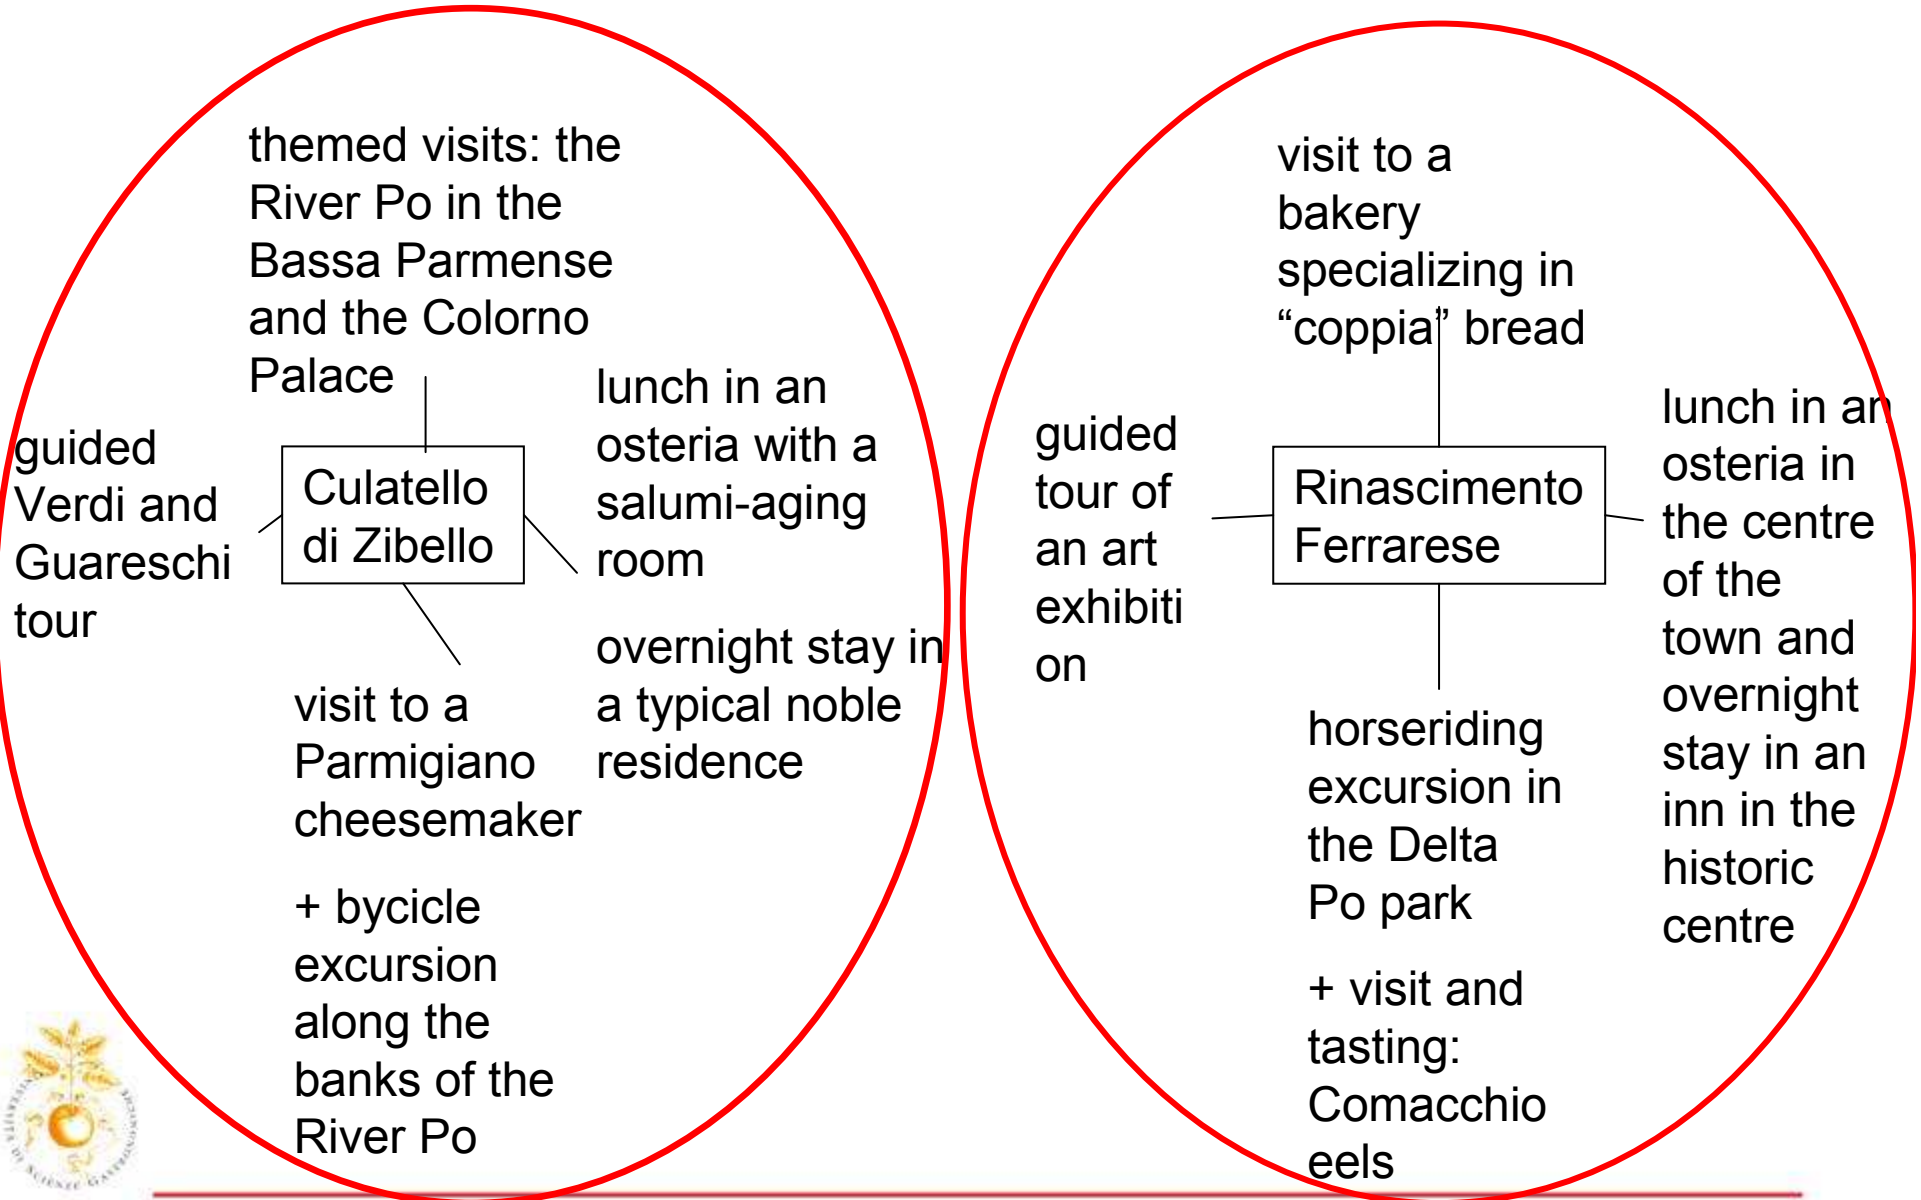 themed visits: the
River Po in the
Bassa Parmense
and the Colorno
Palace
guided
Verdi and
Guareschi
tour
Culatello
di Zibello
lunch in an
osteria with a
salumi-aging
room
overnight stay in
a typical noble
residence
visit to a
Parmigiano
cheesemaker
+ bycicle
excursion
along the
banks of the
River Po
visit to a
bakery
specializing in
“coppia” bread
guided
tour of
an art
exhibiti
on
Rinascimento
Ferrarese
lunch in an
osteria in
the centre
of the
town and
overnight
stay in an
inn in the
historic
centre
horseriding
excursion in
the Delta
Po park
+ visit and
tasting:
Comacchio
eels